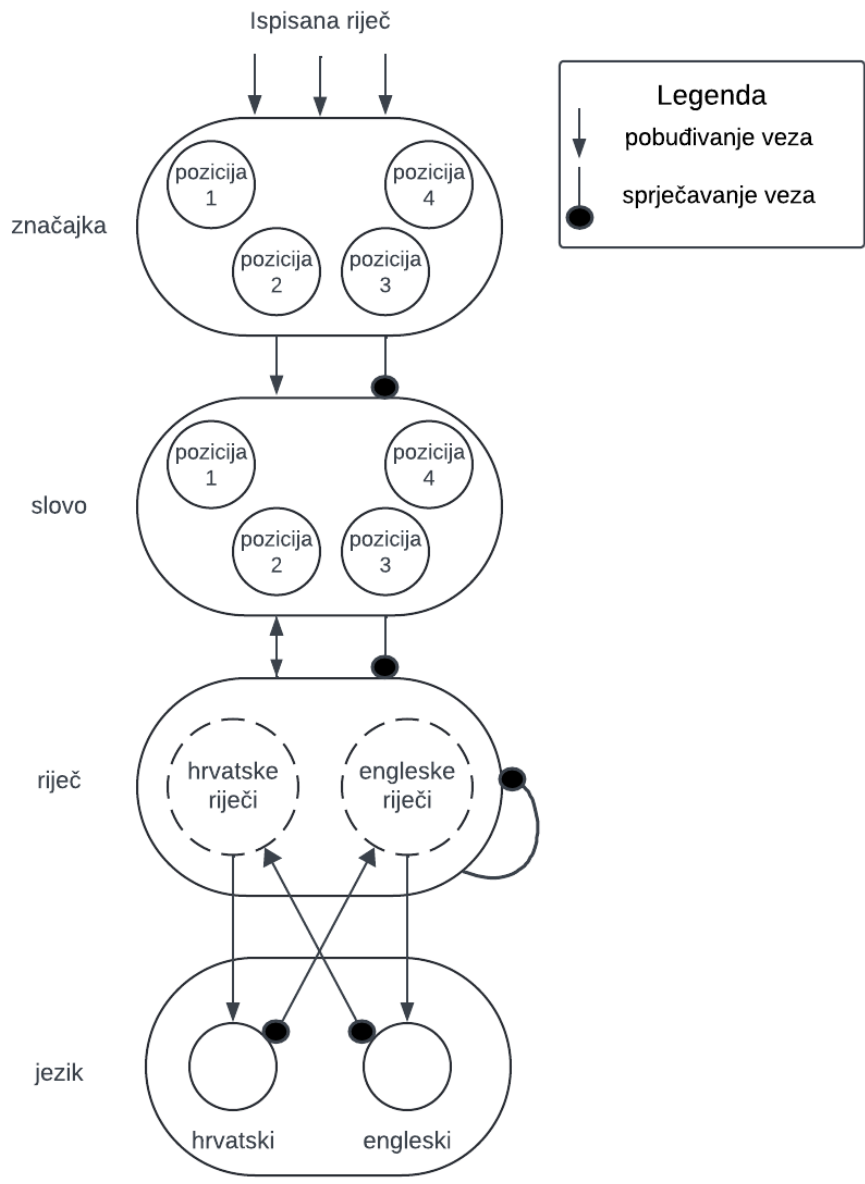 Ispisana riječ
Legenda
pobuđivanje veza
sprječavanje veza
značajka
pozicija
1
pozicija
2
pozicija
3
pozicija
4
slovo
pozicija
1
pozicija
2
pozicija
3
pozicija
4
riječ
hrvatske
riječi
engleske
riječi
jezik
hrvatski
engleski